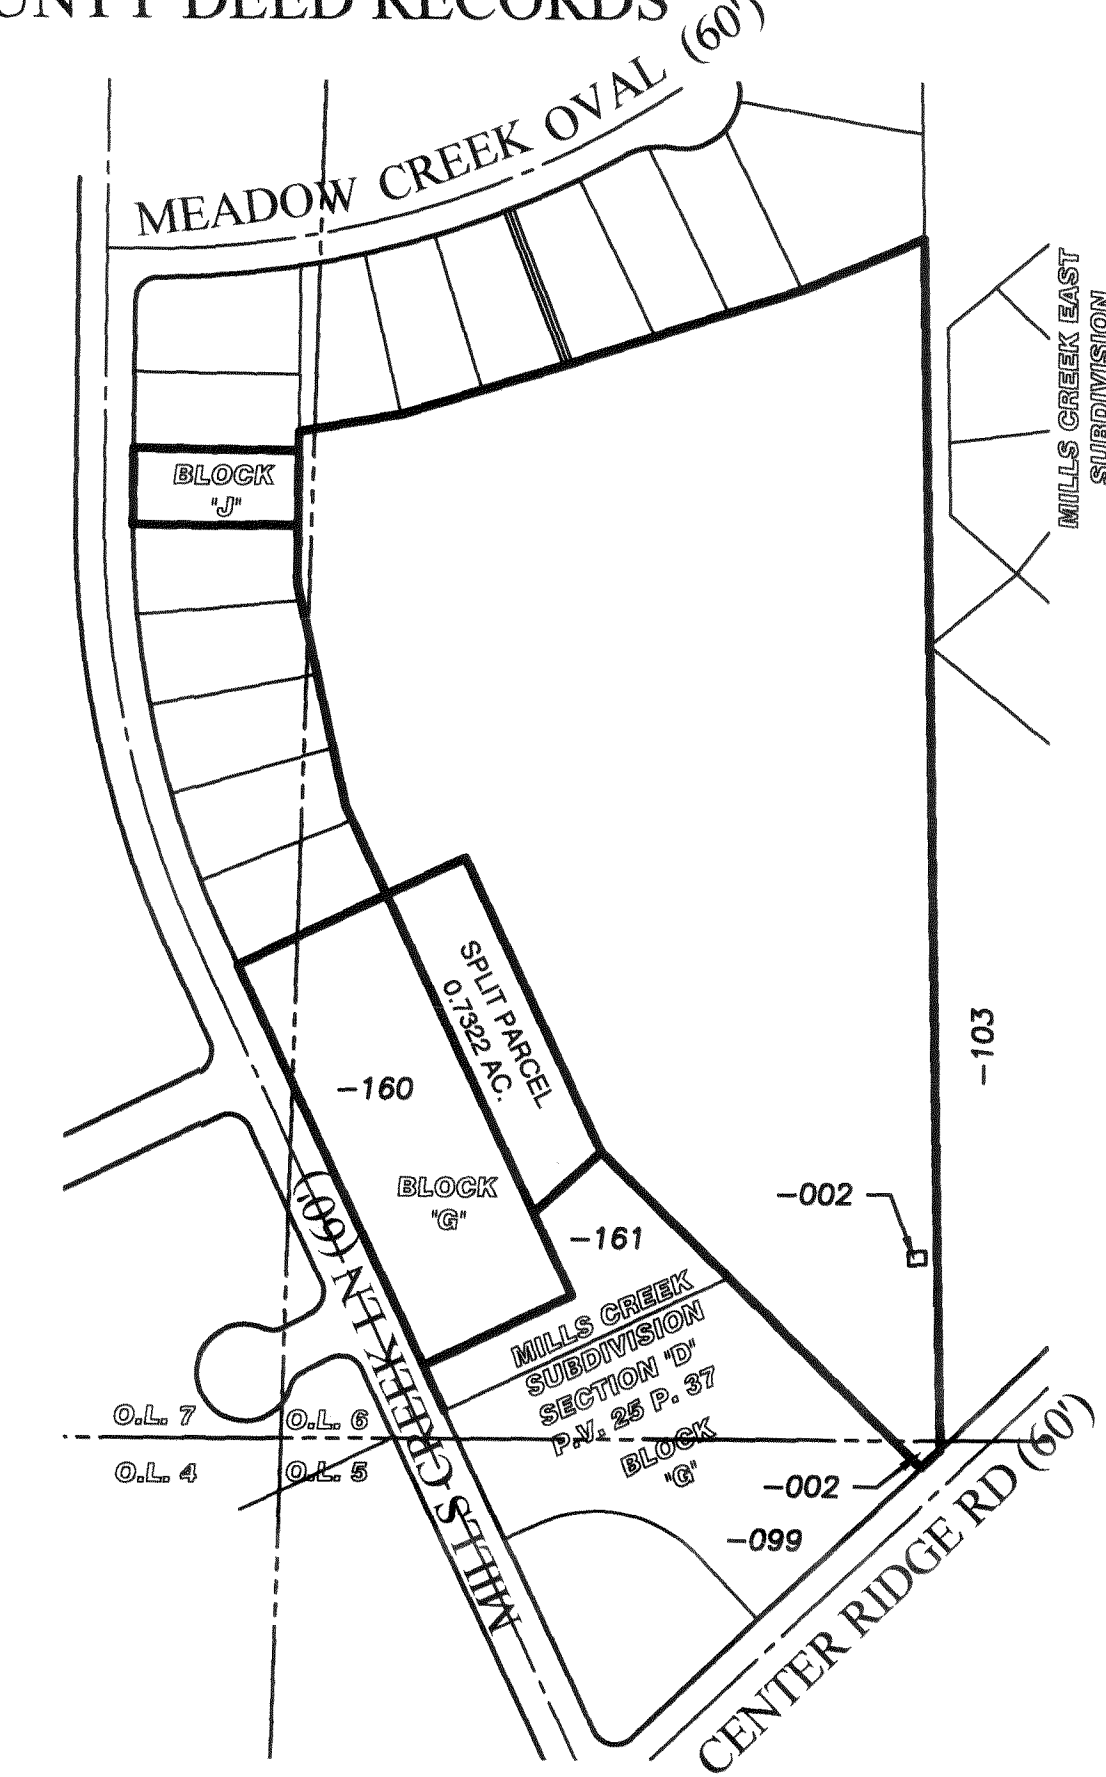 UNTY DEED RECORDS
MEADOW CREEK OVAL (60')
MILLS CREEK EAST
SUBDIVISION
BLOCK
"J"
SPLIT PARCEL
0.7322 AC.
-103
-160
BLOCK
"G"
-002
-161
MILLS CREEK LN (60')
MILLS CREEK
SUBDIVISION
SECTION "D"
P.V. 25 P. 37
BLOCK
"G"
O.L. 7
O.L. 6
O.L. 4
O.L. 5
-002
-099
CENTER RIDGE RD (60')